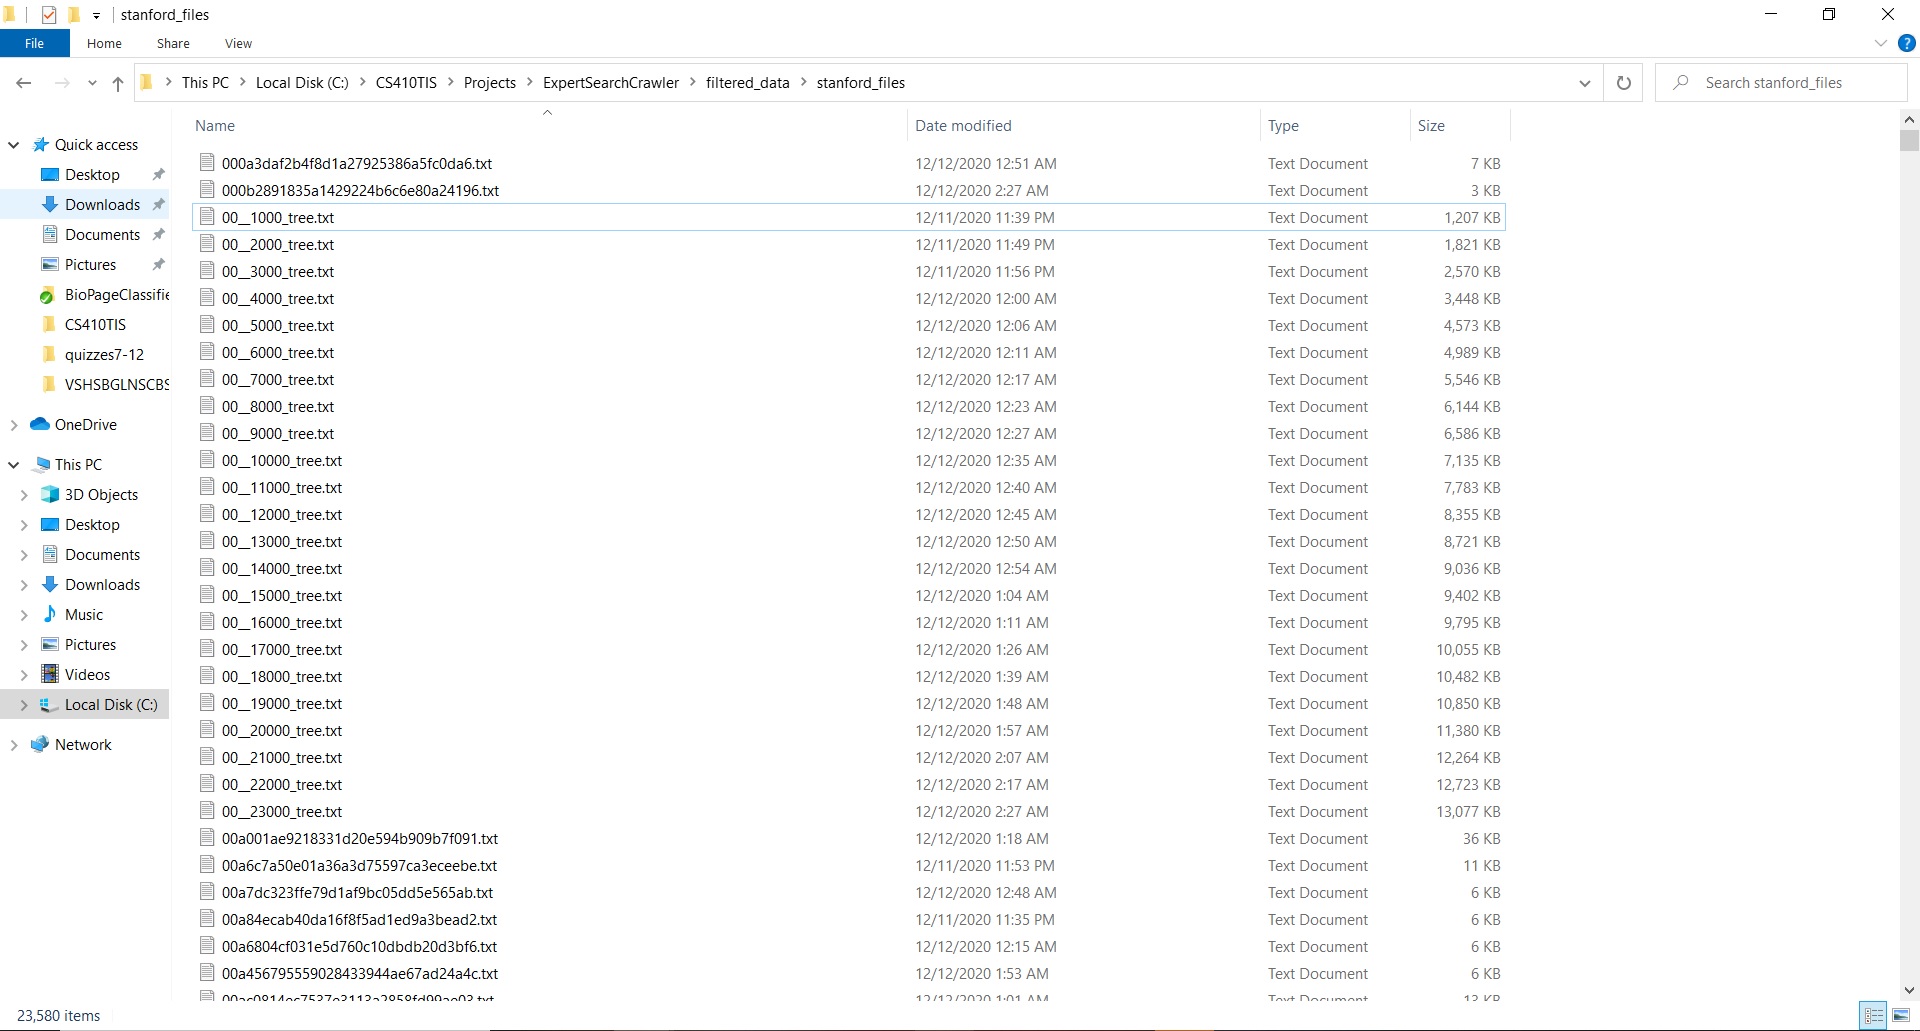 stanford_files
File Home Share View
This PC Local Disk (C:) CS410TIS Projects ExpertSearchCrawler filtered_data stanford_files Search stanford_files
Name Date modified Type Size
Quick access
Desktop
Downloads
Documents
Pictures
BioPageClassifie
CS410TIS
quizzes7-12
VSHSBGLNSCBS
OneDrive
This PC
3D Objects
Desktop
Documents
Downloads
Music
Pictures
Videos
Local Disk (C:)
Network
000a3daf2b4f8d1a27925386a5fc0da6.txt 12/12/2020 12:51 AM Text Document 7 KB
000b2891835a1429224b6c6e80a24196.txt 12/12/2020 2:27 AM Text Document 3 KB
00__1000_tree.txt 12/11/2020 11:39 PM Text Document 1,207 KB
00__2000_tree.txt 12/11/2020 11:49 PM Text Document 1,821 KB
00__3000_tree.txt 12/11/2020 11:56 PM Text Document 2,570 KB
00__4000_tree.txt 12/12/2020 12:00 AM Text Document 3,448 KB
00__5000_tree.txt 12/12/2020 12:06 AM Text Document 4,573 KB
00__6000_tree.txt 12/12/2020 12:11 AM Text Document 4,989 KB
00__7000_tree.txt 12/12/2020 12:17 AM Text Document 5,546 KB
00__8000_tree.txt 12/12/2020 12:23 AM Text Document 6,144 KB
00__9000_tree.txt 12/12/2020 12:27 AM Text Document 6,586 KB
00__10000_tree.txt 12/12/2020 12:35 AM Text Document 7,135 KB
00__11000_tree.txt 12/12/2020 12:40 AM Text Document 7,783 KB
00__12000_tree.txt 12/12/2020 12:45 AM Text Document 8,355 KB
00__13000_tree.txt 12/12/2020 12:50 AM Text Document 8,721 KB
00__14000_tree.txt 12/12/2020 12:54 AM Text Document 9,036 KB
00__15000_tree.txt 12/12/2020 1:04 AM Text Document 9,402 KB
00__16000_tree.txt 12/12/2020 1:11 AM Text Document 9,795 KB
00__17000_tree.txt 12/12/2020 1:26 AM Text Document 10,055 KB
00__18000_tree.txt 12/12/2020 1:39 AM Text Document 10,482 KB
00__19000_tree.txt 12/12/2020 1:48 AM Text Document 10,850 KB
00__20000_tree.txt 12/12/2020 1:57 AM Text Document 11,380 KB
00__21000_tree.txt 12/12/2020 2:07 AM Text Document 12,264 KB
00__22000_tree.txt 12/12/2020 2:17 AM Text Document 12,723 KB
00__23000_tree.txt 12/12/2020 2:27 AM Text Document 13,077 KB
00a001ae9218331d20e594b909b7f091.txt 12/12/2020 1:18 AM Text Document 36 KB
00a6c7a50e01a36a3d75597ca3eceebe.txt 12/11/2020 11:53 PM Text Document 11 KB
00a7dc323ffe79d1af9bc05dd5e565ab.txt 12/12/2020 12:48 AM Text Document 6 KB
00a84ecab40da16f8f5ad1ed9a3bead2.txt 12/11/2020 11:35 PM Text Document 6 KB
00a6804cf031e5d760c10dbdb20d3bf6.txt 12/12/2020 12:15 AM Text Document 6 KB
00a456795559028433944ae67ad24a4c.txt 12/12/2020 1:53 AM Text Document 6 KB
12/12/2020 1:01 AM Text Document 13 KB
23,580 items